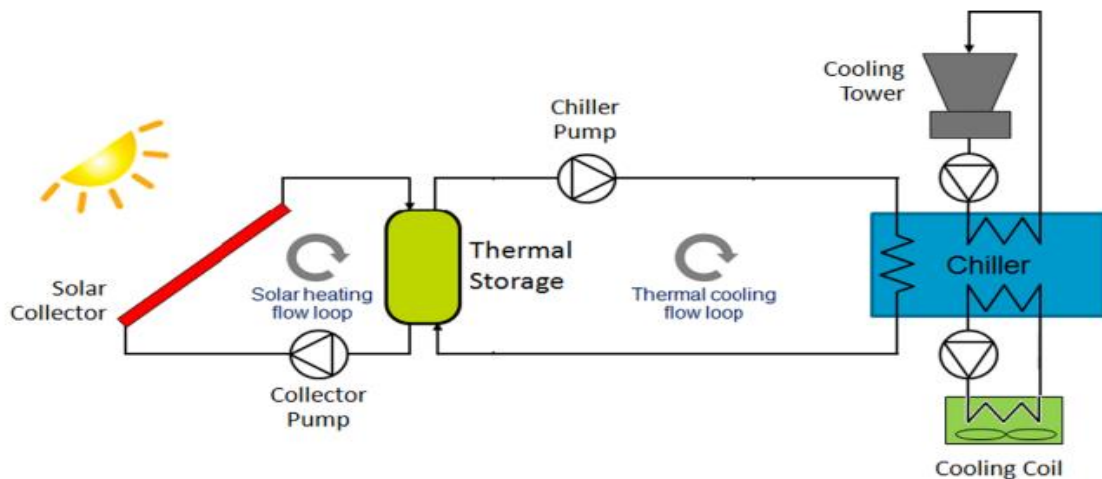 Cooling
Tower
Chiller
Pump
Solar
Collector
Solar heating
flow loop
Thermal
Storage
Thermal cooling
flow loop
Chiller
Collector
Pump
Cooling Coil